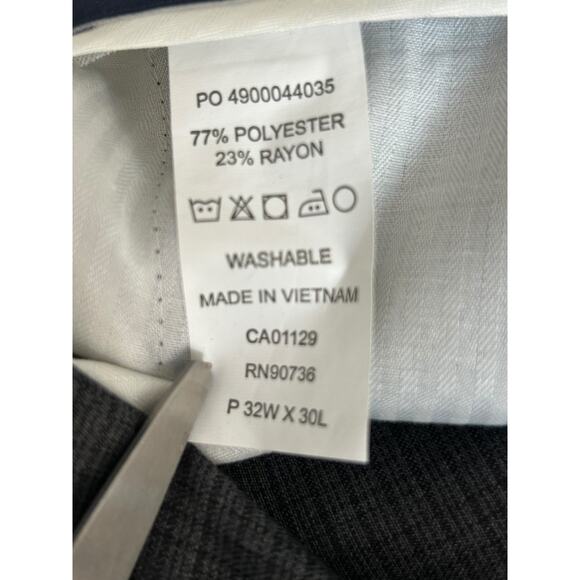 PO 4900044035
77% POLYESTER
23% RAYON
WASHABLE
MADE IN VIETNAM
CA01129
RN90736
P 32W X 30L